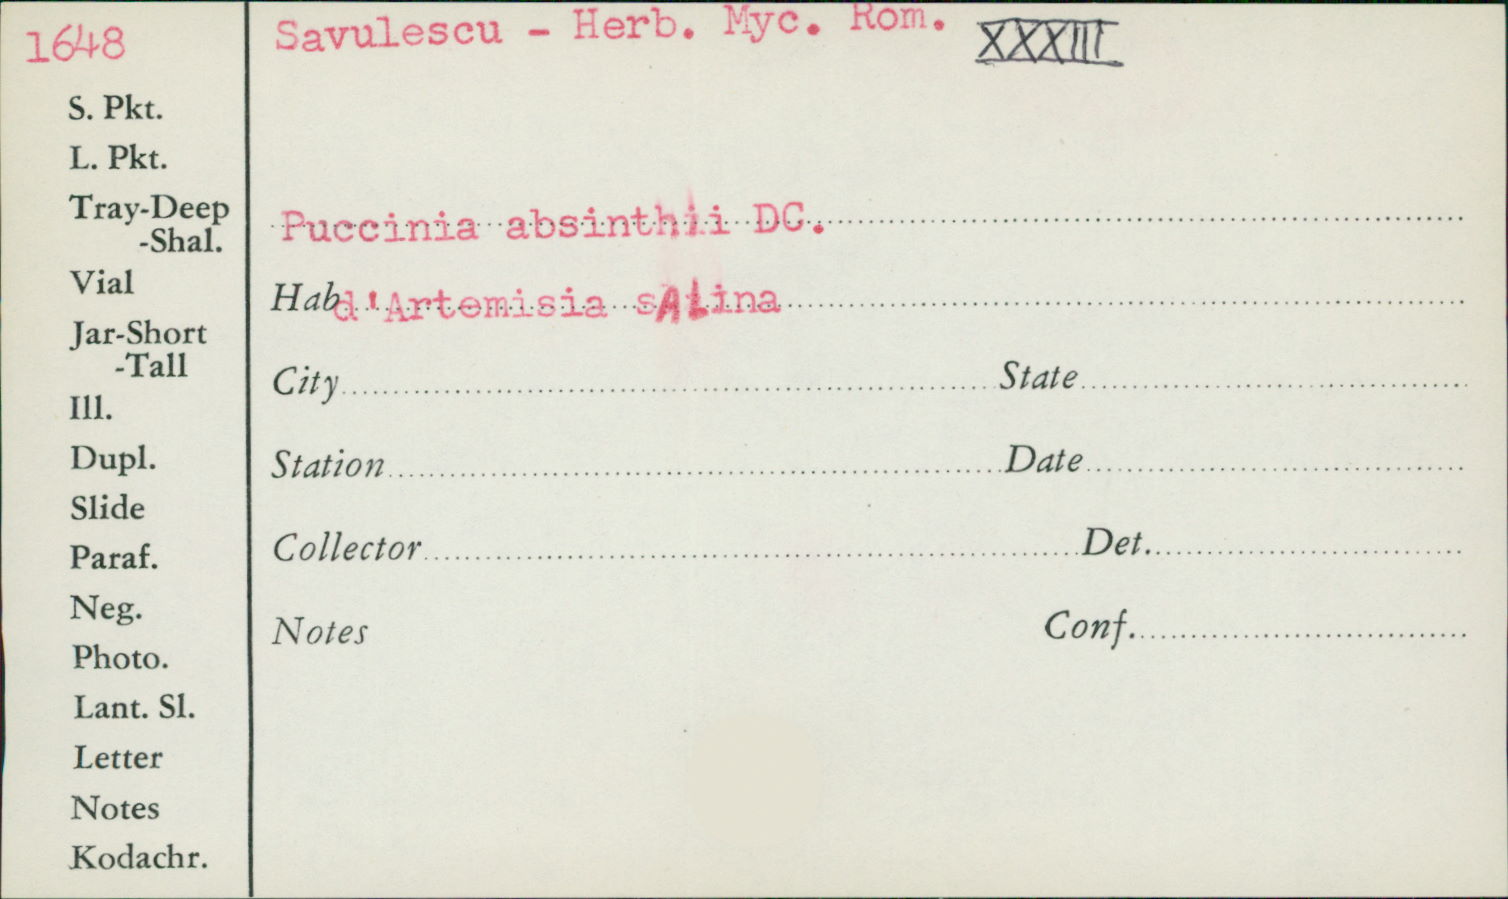 1648
Savulescu - Herb. Myc. Rom. XXXIII
S. Pkt.
L. Pkt.
Tray-Deep
-Shal.
Vial
Jar-Short
-Tall
Ill.
Dupl.
Slide
Paraf.
Neg.
Photo.
Lant. Sl.
Letter
Notes
Kodachr.
Puccinia absinthii DC.
Hab d'Artemisia sALina
City State
Station Date
Collector Det.
Notes Conf.